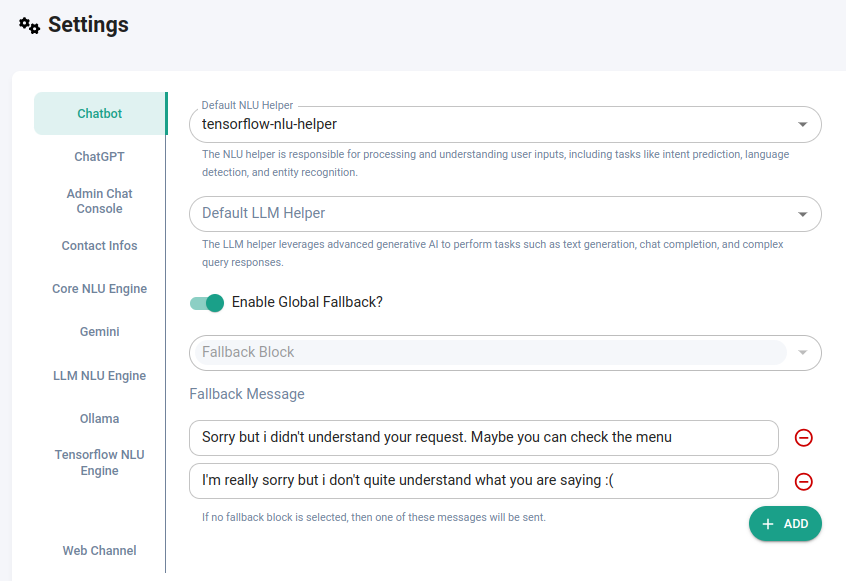 Settings
Chatbot
ChatGPT
Admin Chat
Console
Contact Infos
Core NLU Engine
Gemini
LLM NLU Engine
Ollama
Tensorflow NLU
Engine
Web Channel
Default NLU Helper
tensorflow-nlu-helper
The NLU helper is responsible for processing and understanding user inputs, including tasks like intent prediction, language
detection, and entity recognition.
Default LLM Helper
The LLM helper leverages advanced generative AI to perform tasks such as text generation, chat completion, and complex
query responses.
Enable Global Fallback?
Fallback Block
Fallback Message
Sorry but i didn't understand your request. Maybe you can check the menu
I'm really sorry but i don't quite understand what you are saying :(
If no fallback block is selected, then one of these messages will be sent.
+ ADD